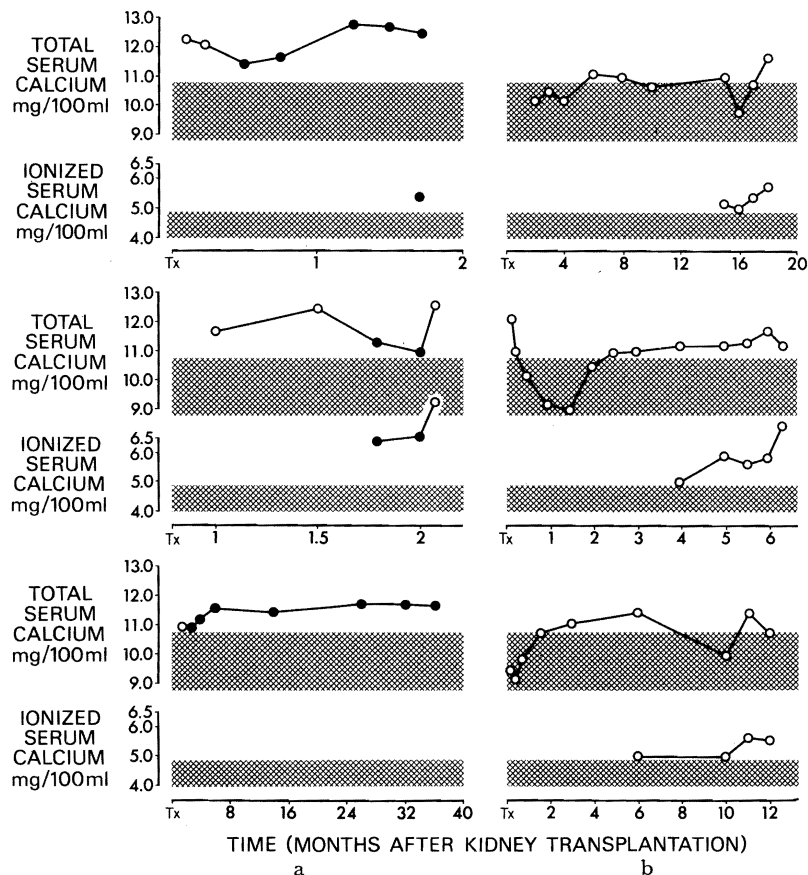 TOTAL
SERUM
CALCIUM
mg/100ml
13.0
12.0
11.0
10.0
9.0
IONIZED
SERUM
CALCIUM
mg/100ml
6.5
6.0
5.0
4.0
Tx 1 2
Tx 4 8 12 16 20
TOTAL
SERUM
CALCIUM
mg/100ml
13.0
12.0
11.0
10.0
9.0
IONIZED
SERUM
CALCIUM
mg/100ml
6.5
5.0
4.0
Tx 1 1.5 2
Tx 1 2 3 4 5 6
TOTAL
SERUM
CALCIUM
mg/100ml
13.0
12.0
11.0
10.0
9.0
IONIZED
SERUM
CALCIUM
mg/100ml
6.5
6.0
5.0
4.0
Tx 8 16 24 32 40
Tx 2 4 6 8 10 12
TIME (MONTHS AFTER KIDNEY TRANSPLANTATION)
a b